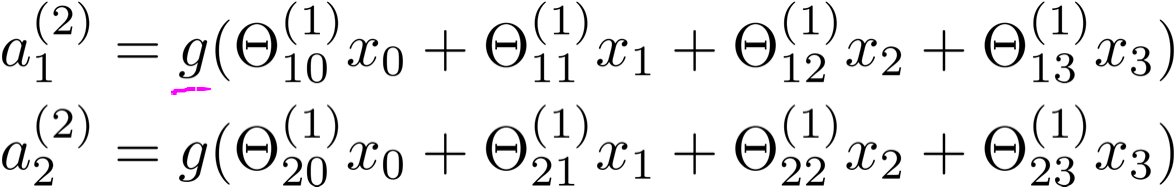 a_1^{(2)} = g(Θ_{10}^{(1)}x_0 + Θ_{11}^{(1)}x_1 + Θ_{12}^{(1)}x_2 + Θ_{13}^{(1)}x_3)
a_2^{(2)} = g(Θ_{20}^{(1)}x_0 + Θ_{21}^{(1)}x_1 + Θ_{22}^{(1)}x_2 + Θ_{23}^{(1)}x_3)